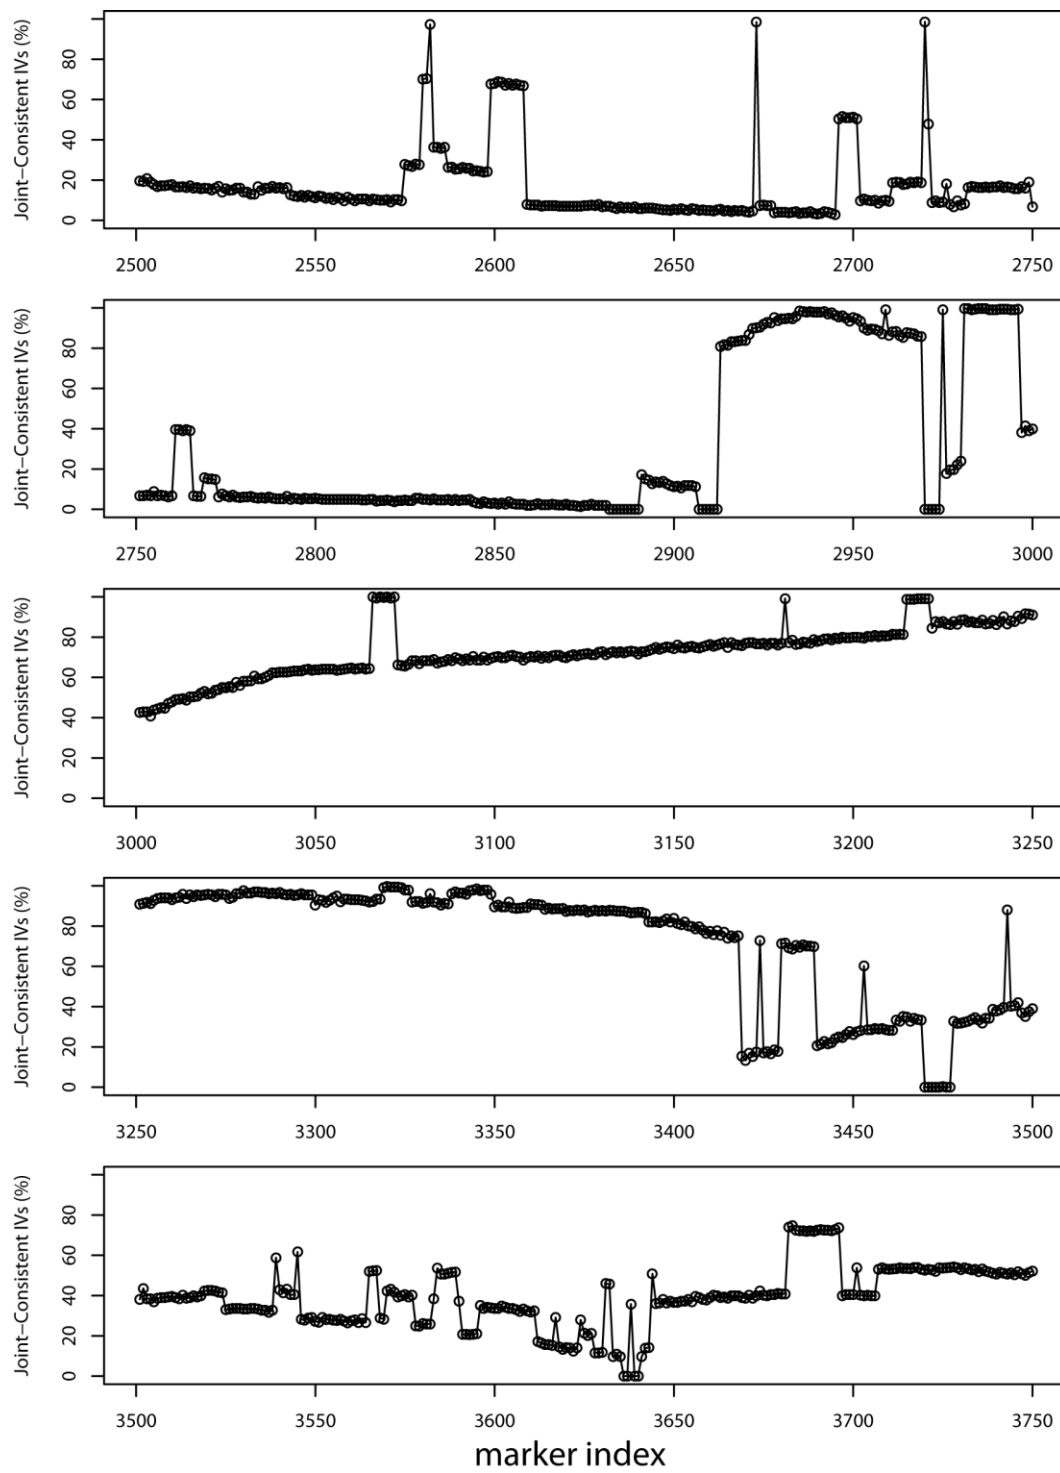 Joint−Consistent IVs (%)
80
60
40
20
0
2500 2550 2600 2650 2700 2750
Joint−Consistent IVs (%)
80
60
40
20
0
2750 2800 2850 2900 2950 3000
Joint−Consistent IVs (%)
80
60
40
20
0
3000 3050 3100 3150 3200 3250
Joint−Consistent IVs (%)
80
60
40
20
0
3250 3300 3350 3400 3450 3500
Joint−Consistent IVs (%)
80
60
40
20
0
3500 3550 3600 3650 3700 3750
marker index